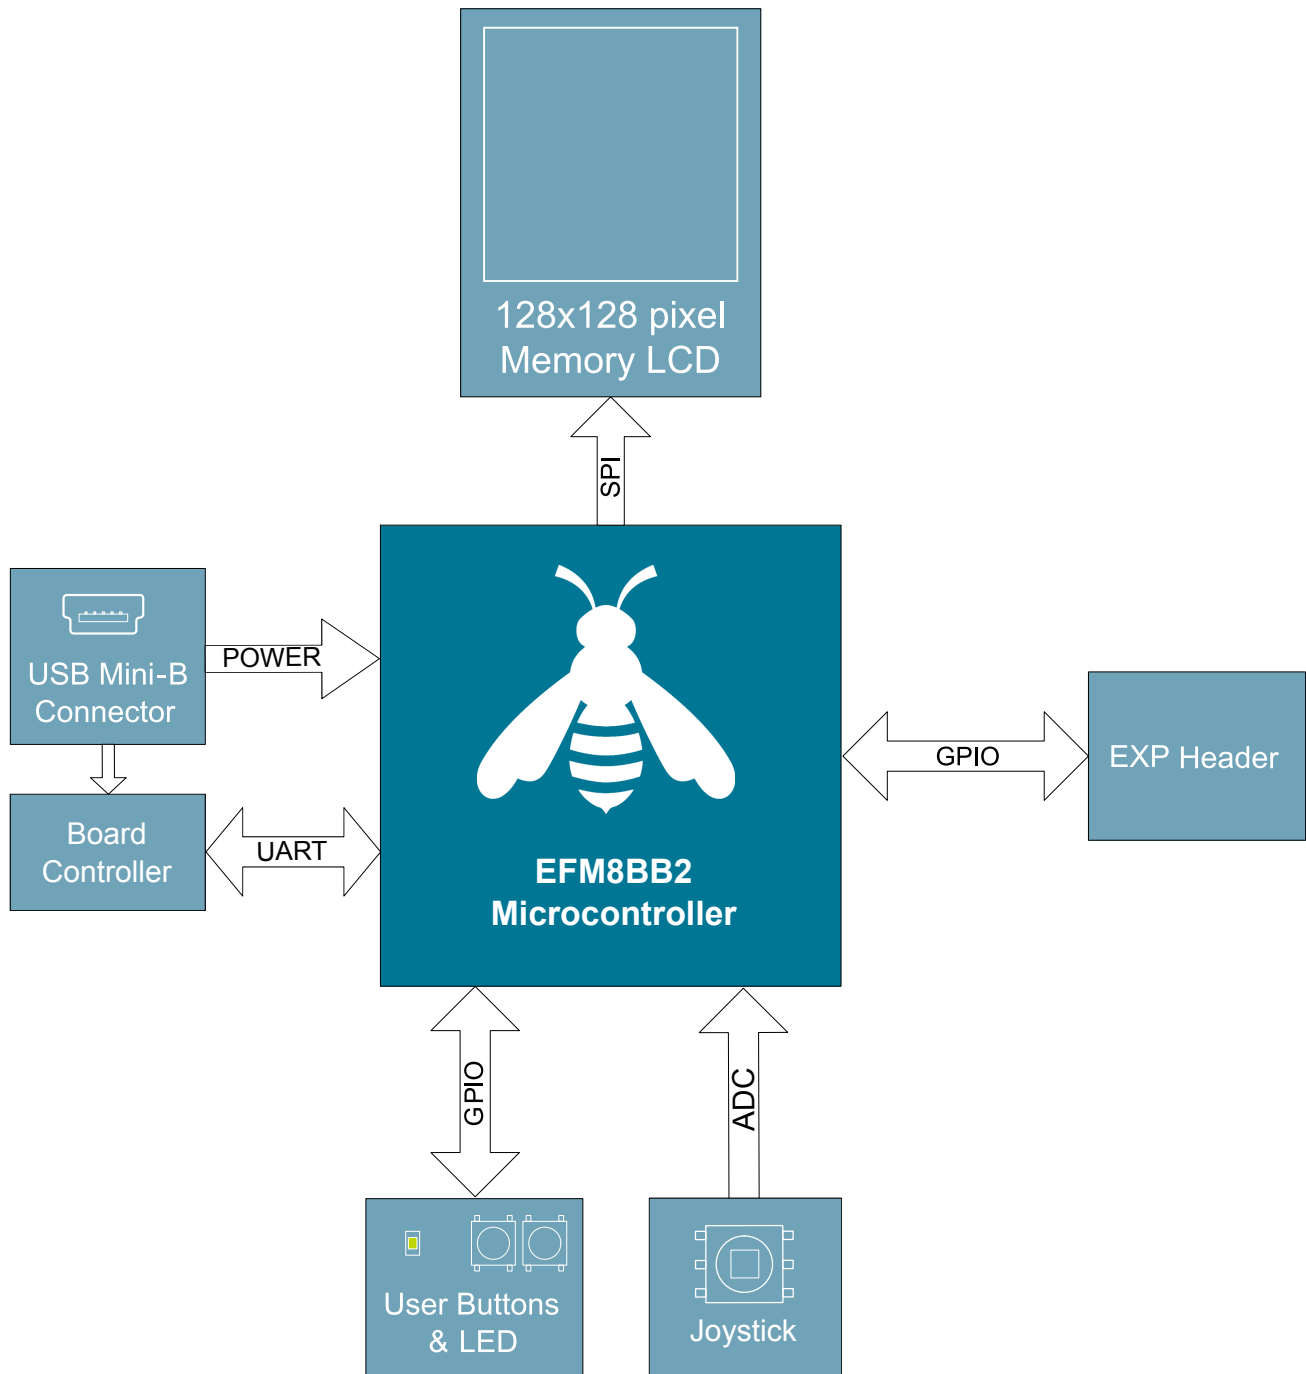 128x128 pixel
Memory LCD
SPI
USB Mini-B
Connector
POWER
EXP Header
GPIO
Board
Controller
UART
EFM8BB2
Microcontroller
GPIO
ADC
User Buttons
& LED
Joystick